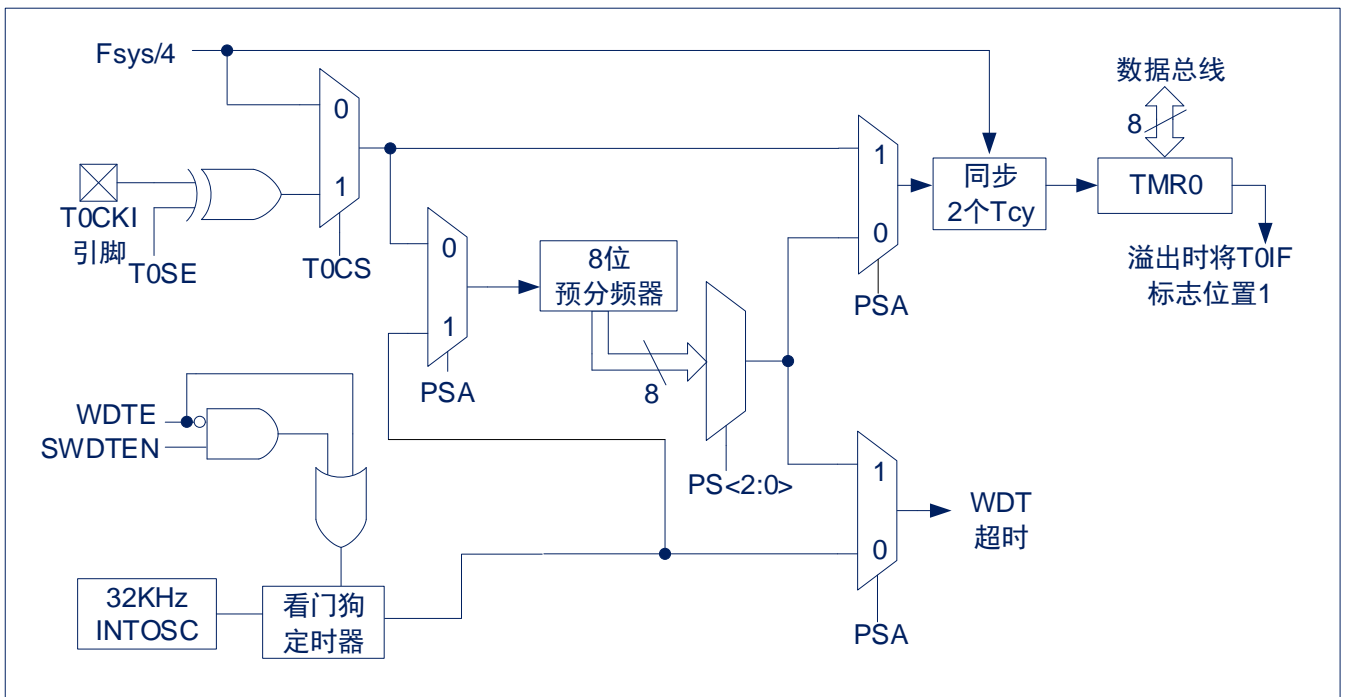 Fsys/4
数据总线
0
8
1
1
同步
2个Tcy
TMR0
T0CKI
引脚
T0SE
T0CS
0
8位
预分频器
0
溢出时将T0IF
标志位置1
PSA
1
PSA
8
WDTE
SWDTEN
PS<2:0>
1
WDT
超时
0
32KHz
INTOSC
看门狗
定时器
PSA